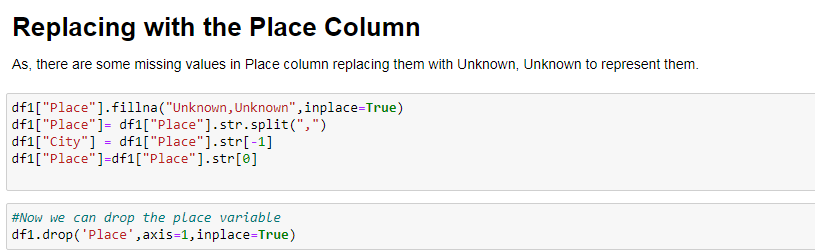 Replacing with the Place Column
As, there are some missing values in Place column replacing them with Unknown, Unknown to represent them.
df1["Place"].fillna("Unknown,Unknown",inplace=True)
df1["Place"]= df1["Place"].str.split(",")
df1["City"] = df1["Place"].str[-1]
df1["Place"]=df1["Place"].str[0]
#Now we can drop the place variable
df1.drop('Place',axis=1,inplace=True)